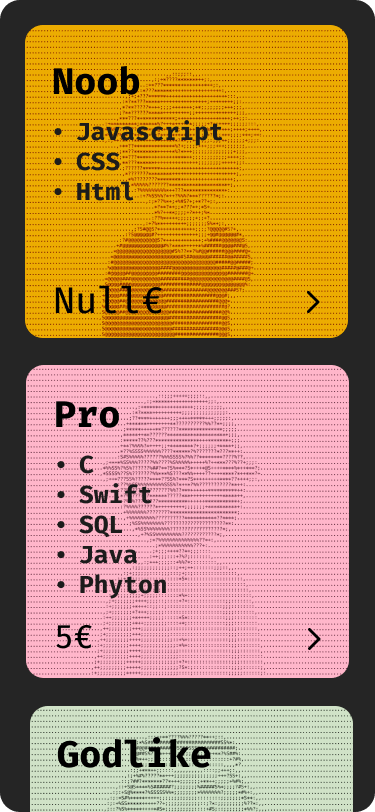 Noob
• Javascript
• CSS
• Html
Null€
Pro
• C
• Swift
• SQL
• Java
• Phyton
5€
Godlike